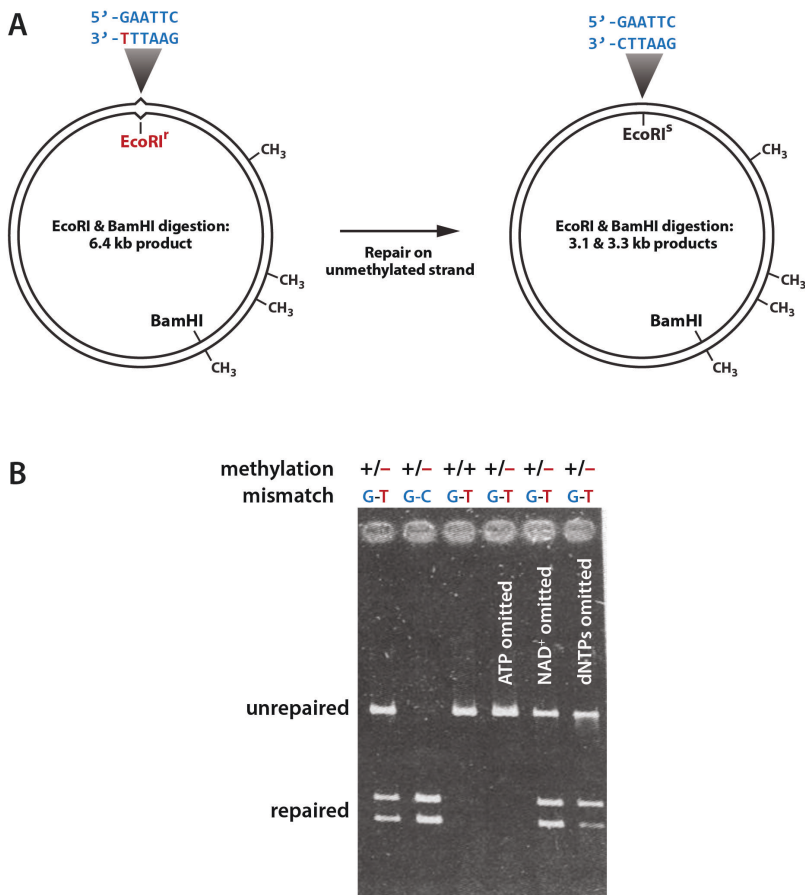 A
5’-GAATTC
3’-TTTAAG
EcoRIʳ
CH₃
EcoRI & BamHI digestion:
6.4 kb product
CH₃
CH₃
BamHI
CH₃
Repair on
unmethylated strand
5’-GAATTC
3’-CTTAAG
EcoRIˢ
CH₃
EcoRI & BamHI digestion:
3.1 & 3.3 kb products
CH₃
CH₃
BamHI
CH₃
B
methylation +/– +/– +/+ +/– +/– +/–
mismatch G-T G-C G-T G-T G-T G-T
ATP omitted
NAD⁺ omitted
dNTPs omitted
unrepaired
repaired